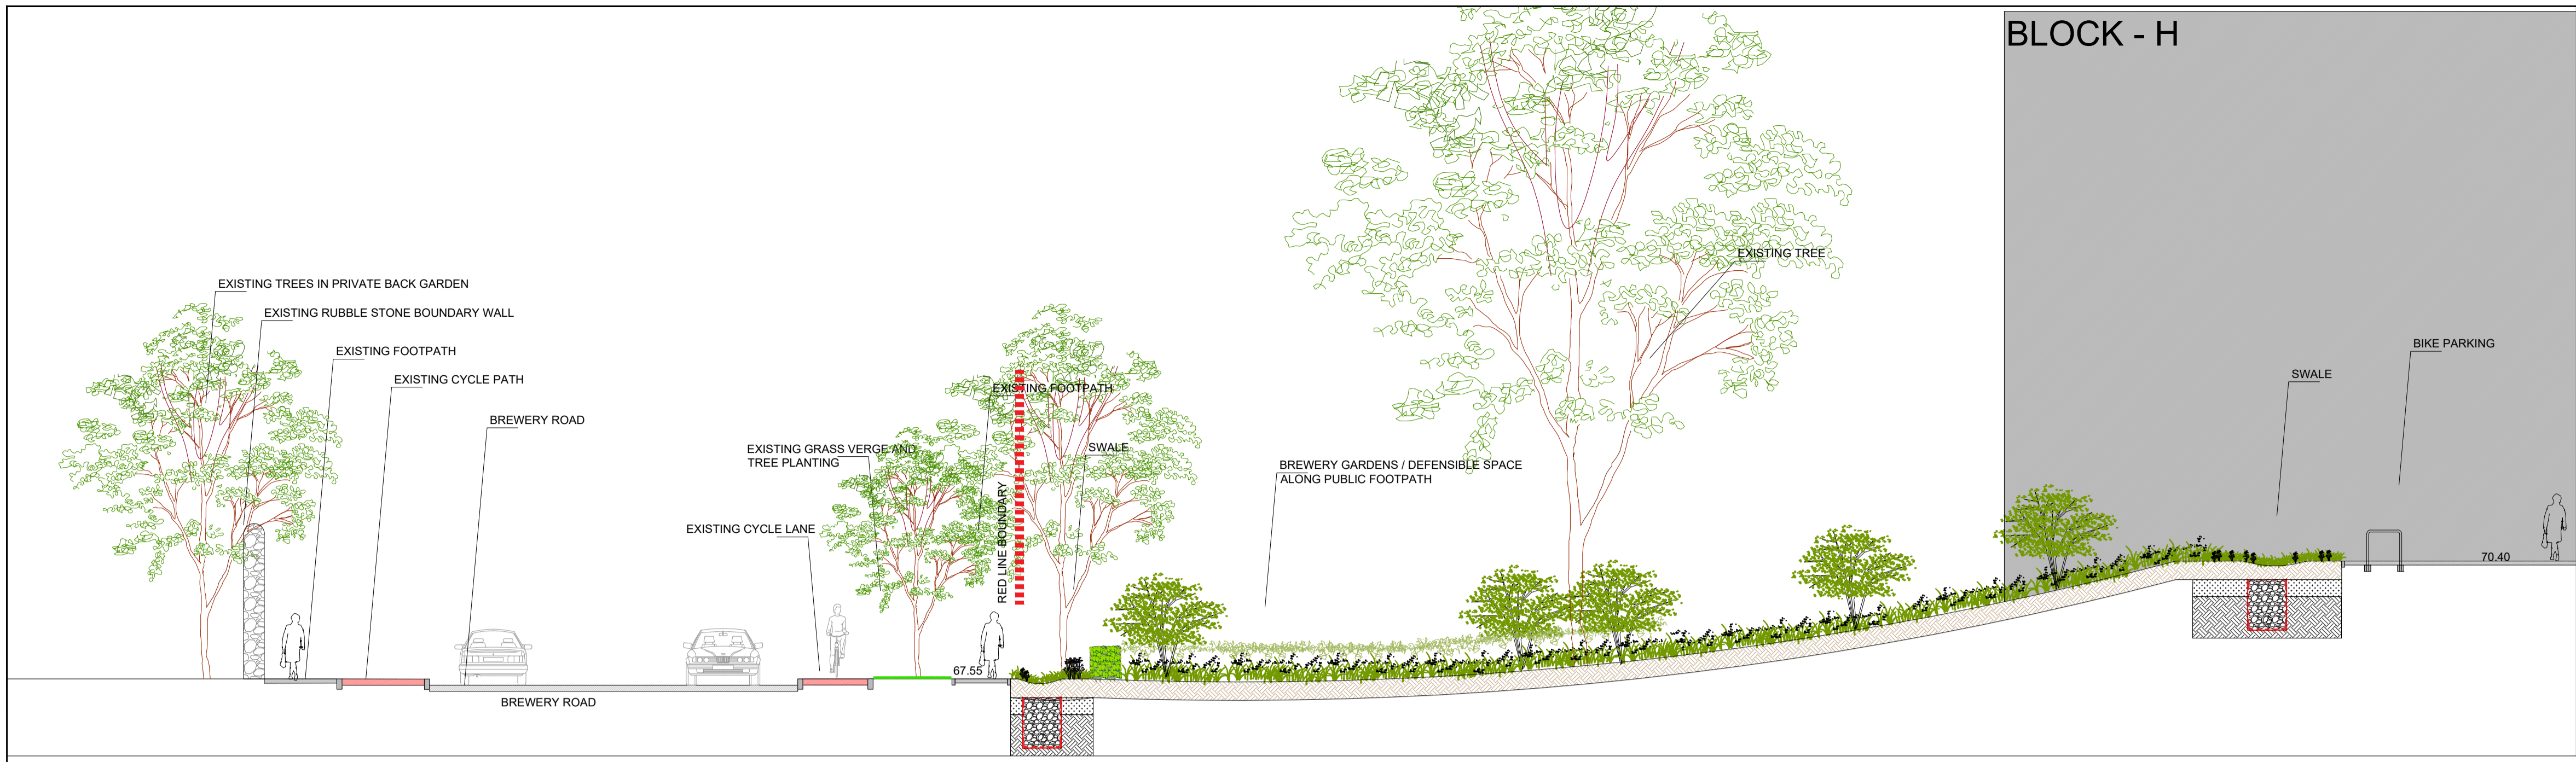 BLOCK - H
EXISTING TREES IN PRIVATE BACK GARDEN
EXISTING RUBBLE STONE BOUNDARY WALL
EXISTING FOOTPATH
EXISTING CYCLE PATH
BREWERY ROAD
EXISTING GRASS VERGE AND
TREE PLANTING
EXISTING CYCLE LANE
EXISTING FOOTPATH
RED LINE BOUNDARY
SWALE
BREWERY GARDENS / DEFENSIBLE SPACE
ALONG PUBLIC FOOTPATH
EXISTING TREE
SWALE
BIKE PARKING
70.40
67.55
BREWERY ROAD